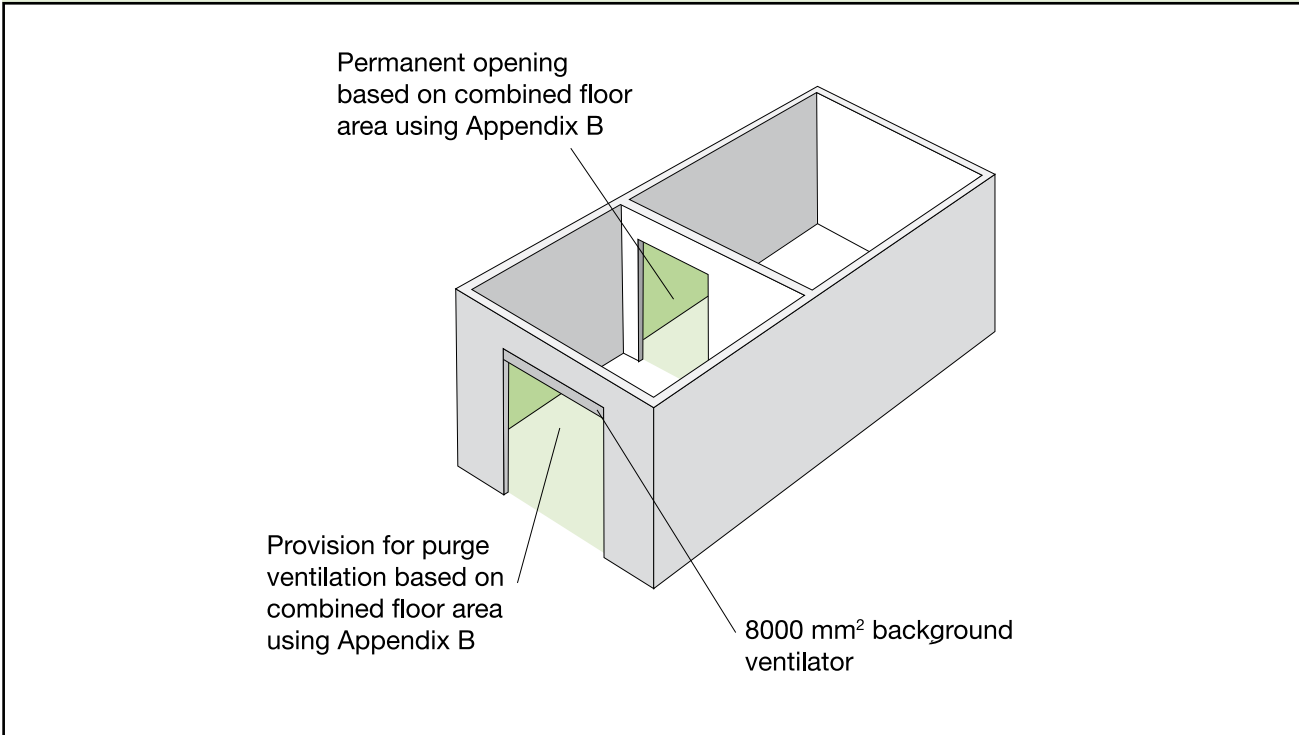 Permanent opening
based on combined floor
area using Appendix B
Provision for purge
ventilation based on
combined floor area
using Appendix B
8000 mm² background
ventilator